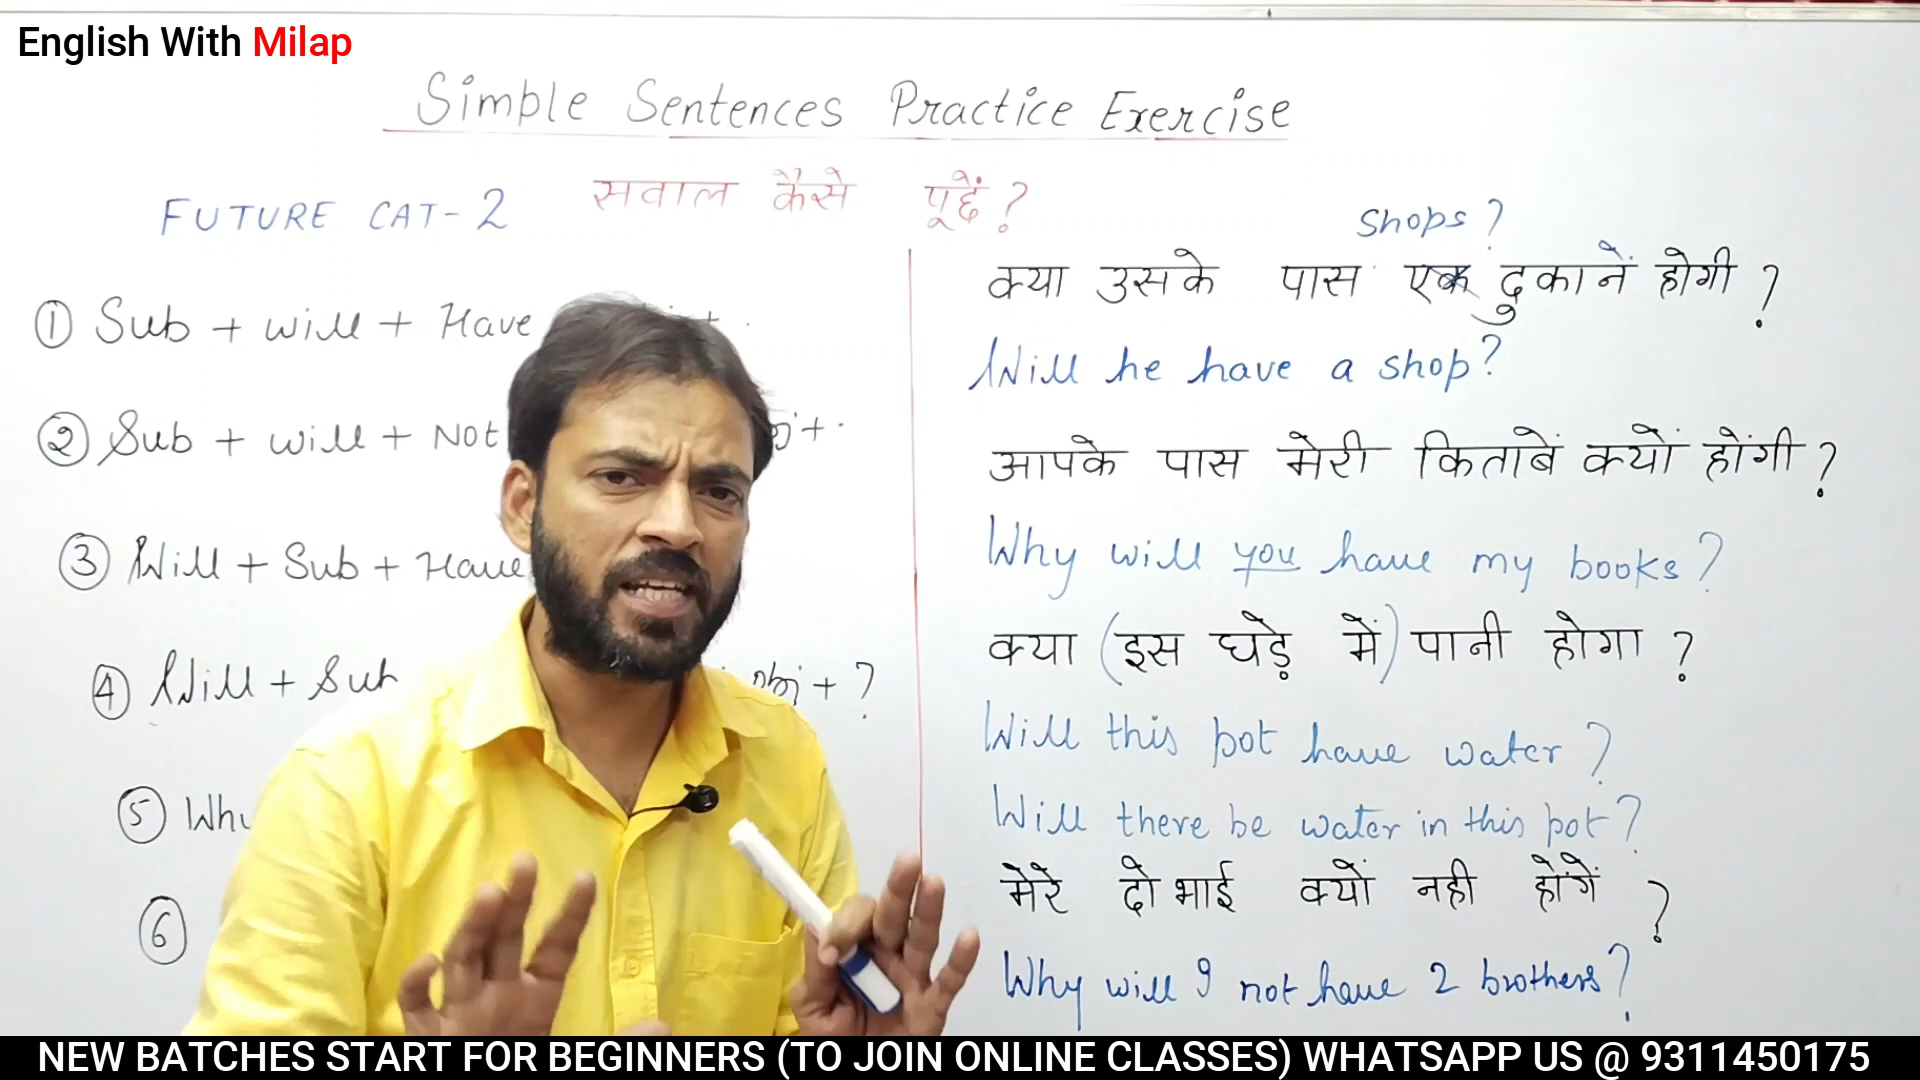 English With Milap
Simple Sentences Practice Exercise
FUTURE CAT-2 सवाल कैसे पूछें ?
① Sub + will + Have
② Sub + will + Not obj + .
③ Will + Sub + Have
④ Will + Sub obj + ?
⑤ Why
⑥
Shops ?
क्या उसके पास एक दुकानें होगी ?
Will he have a shop?
आपके पास मेरी किताबें क्यों होंगी ?
Why will you have my books?
क्या (इस घड़े में) पानी होगा ?
Will this pot have water?
Will there be water in this pot?
मेरे दो भाई क्यों नही होंगें ?
Why will I not have 2 brothers?
NEW BATCHES START FOR BEGINNERS (TO JOIN ONLINE CLASSES) WHATSAPP US @ 9311450175